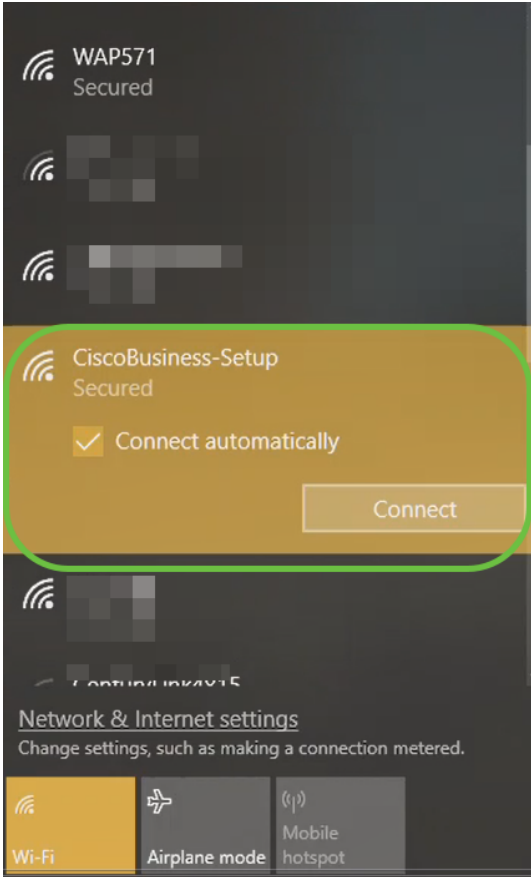 WAP571
Secured
CiscoBusiness-Setup
Secured
Connect automatically
Connect
Network & Internet settings
Change settings, such as making a connection metered.
Wi-Fi
Airplane mode
Mobile
hotspot